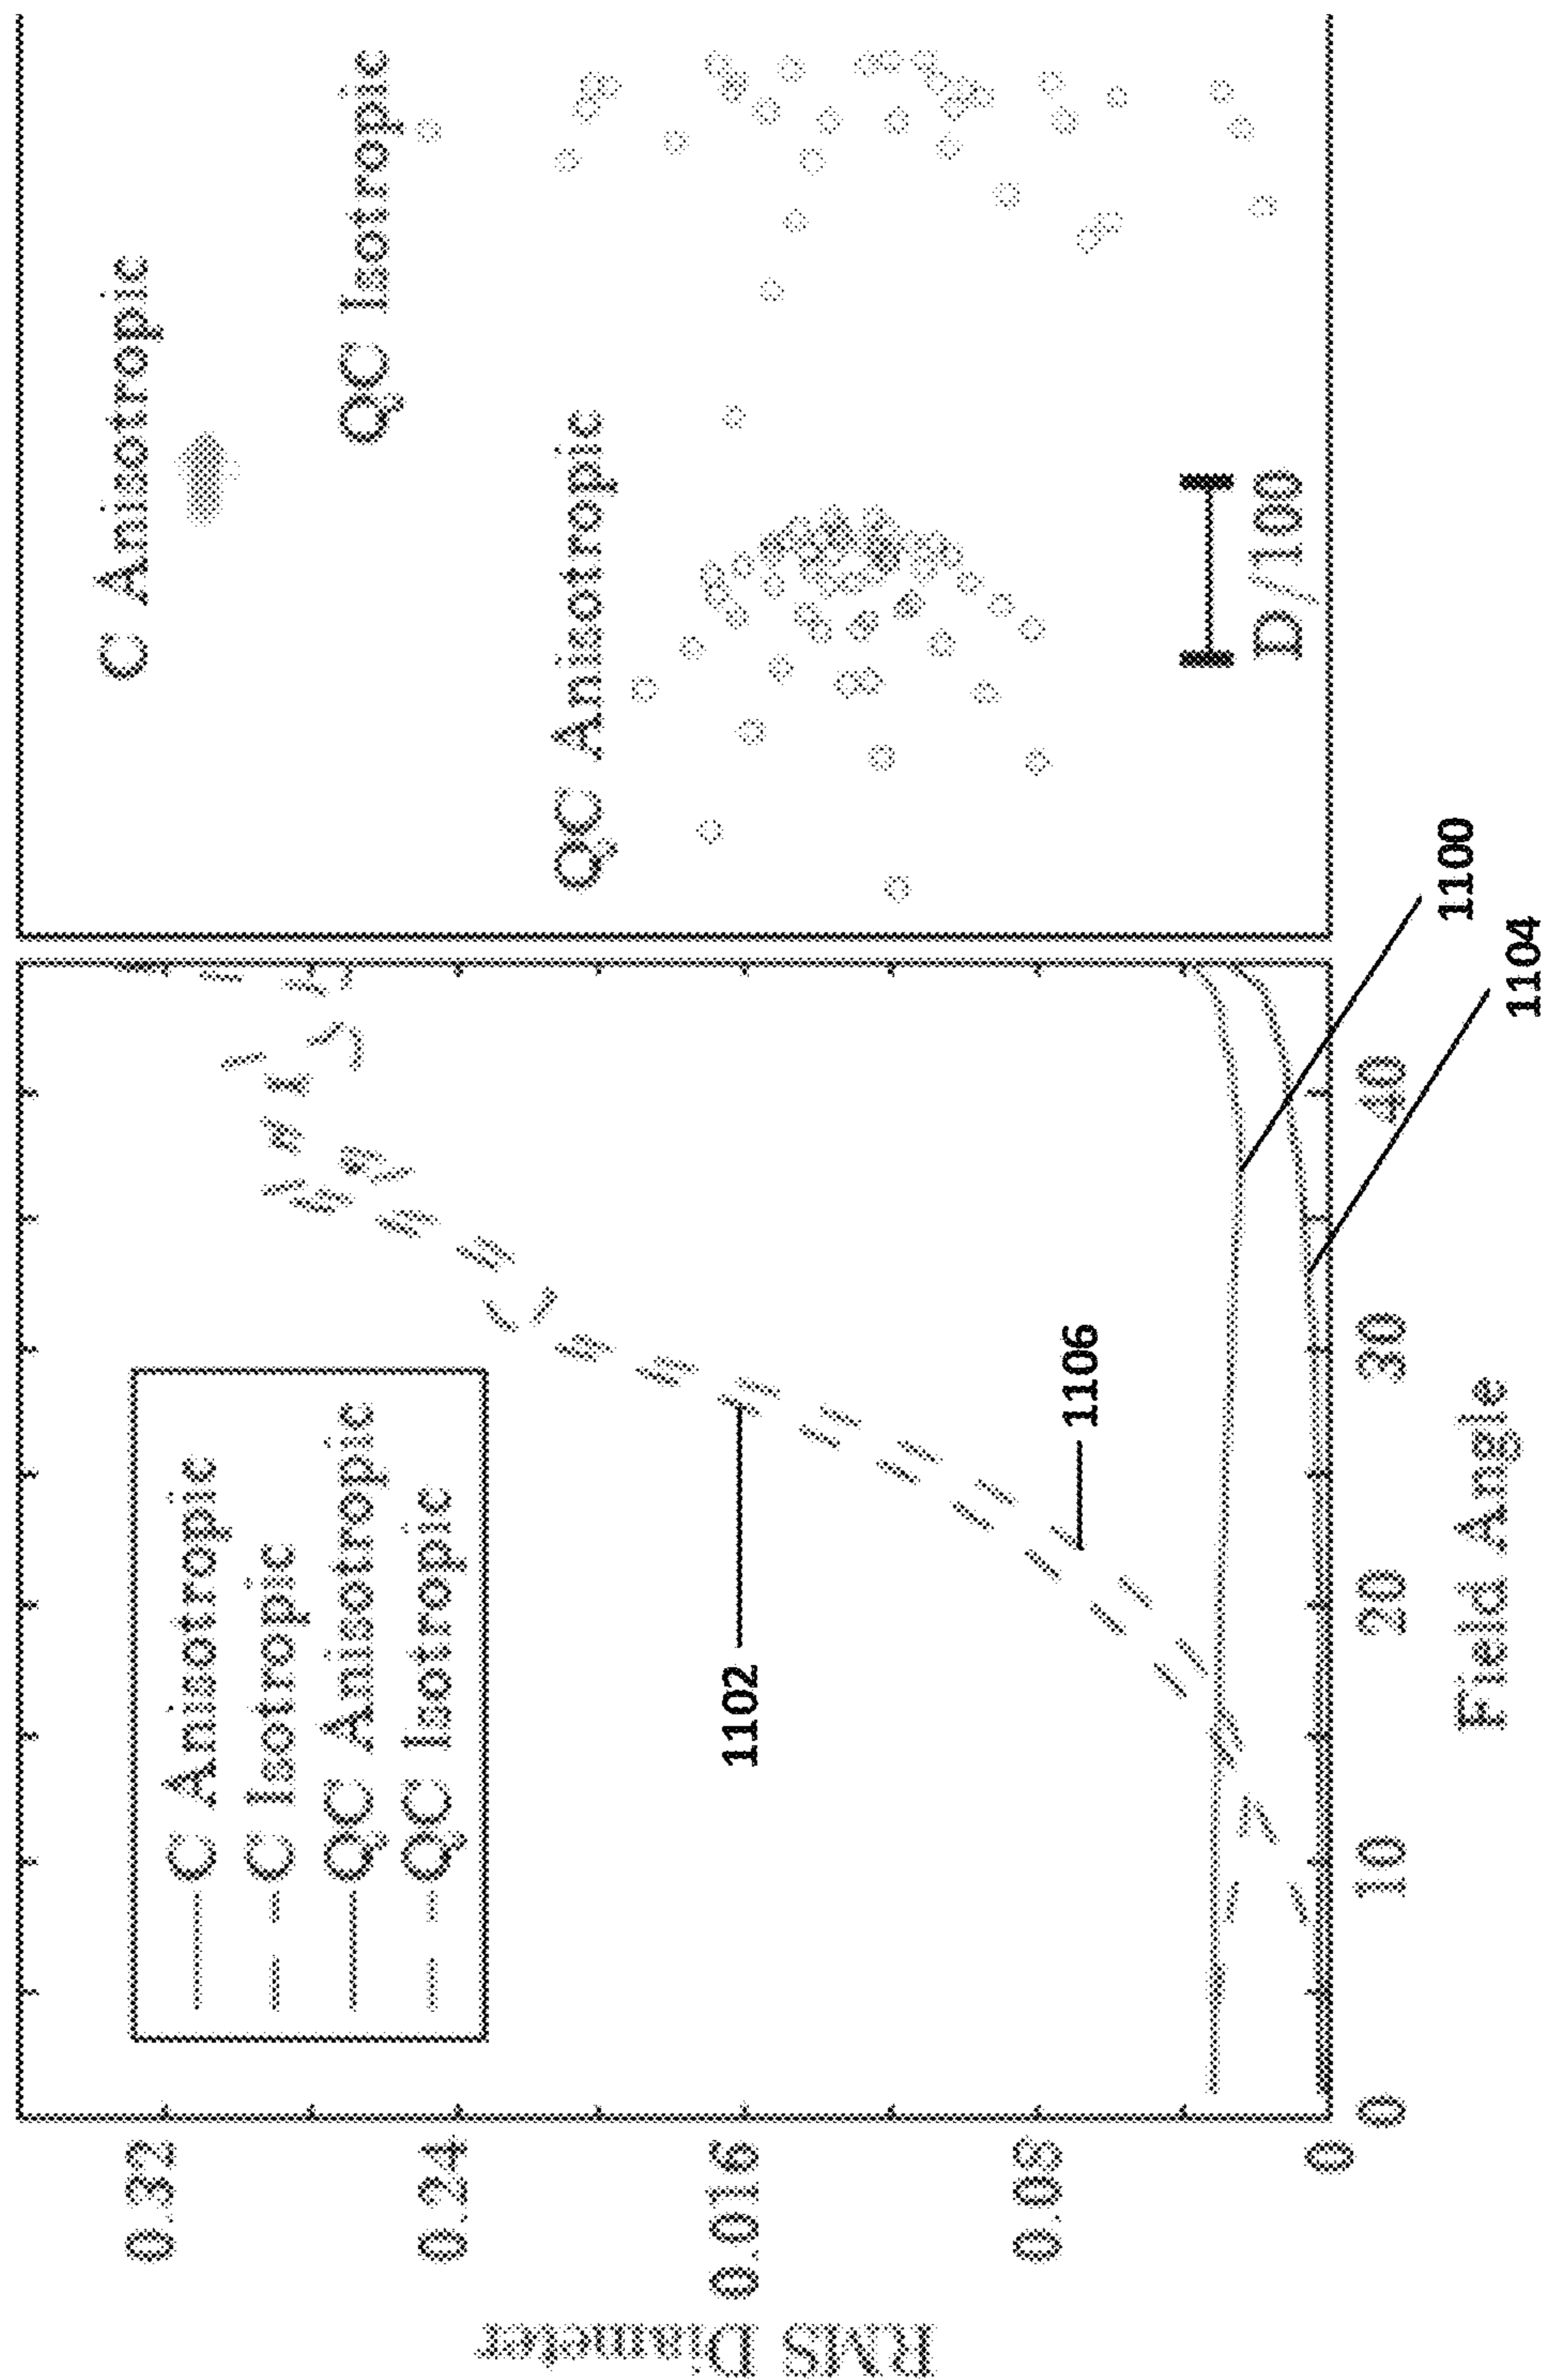 RMS Diameter
0.32
0.24
0.016
0.08
0
C Anisotropic
C Isotropic
QC Anisotropic
QC Isotropic
1102
1106
0
10
20
30
40
Field Angle
1104
1100
C Anisotropic
QC Isotropic
QC Anisotropic
D/100